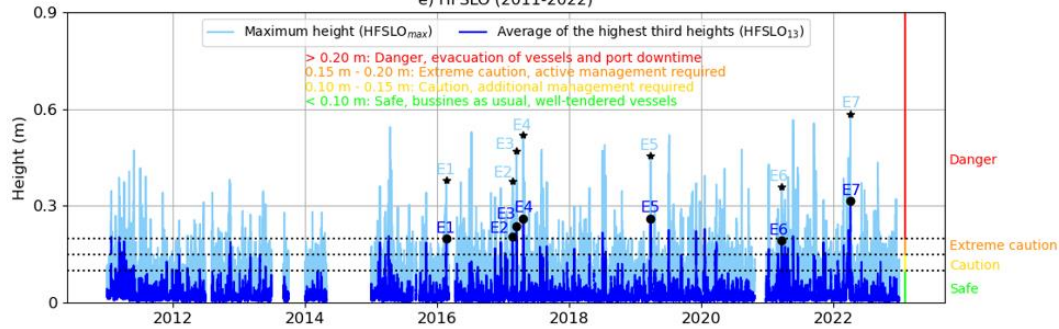 e) HFSLO (2011-2022)
0.9
Maximum height (HFSLOmax)
Average of the highest third heights (HFSLO13)
> 0.20 m: Danger, evacuation of vessels and port downtime
0.15 m - 0.20 m: Extreme caution, active management required
0.10 m - 0.15 m: Caution, additional management required
< 0.10 m: Safe, bussines as usual, well-tendered vessels
0.6
E7
E4
E3
E5
E1
E2
E6
Danger
Height (m)
0.3
E7
E3 E4
E5
E1
E2
E6
Extreme caution
Caution
Safe
0
2012
2014
2016
2018
2020
2022